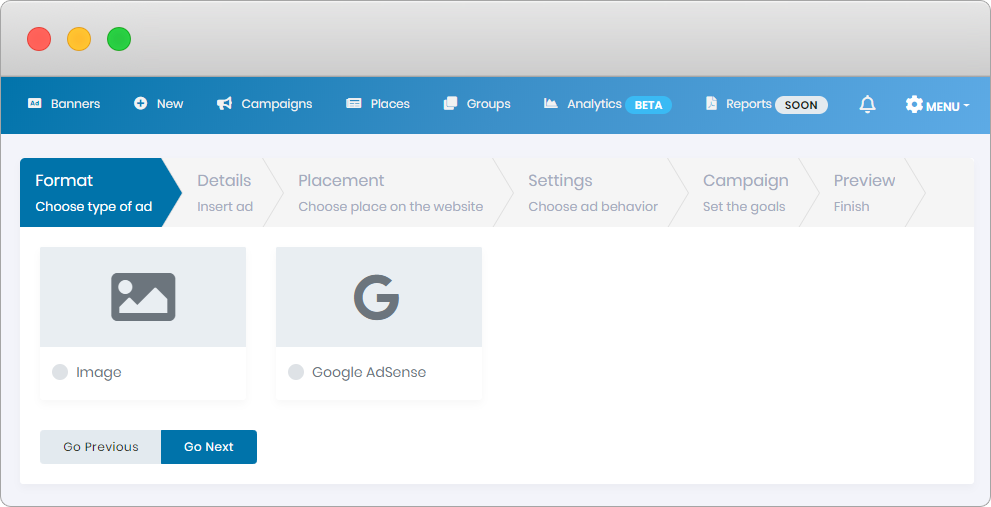 Ad Banners New Campaigns Places Groups Analytics BETA Reports SOON MENU
Format Details Placement Settings Campaign Preview
Choose type of ad Insert ad Choose place on the website Choose ad behavior Set the goals Finish
Image Google AdSense
Go Previous Go Next